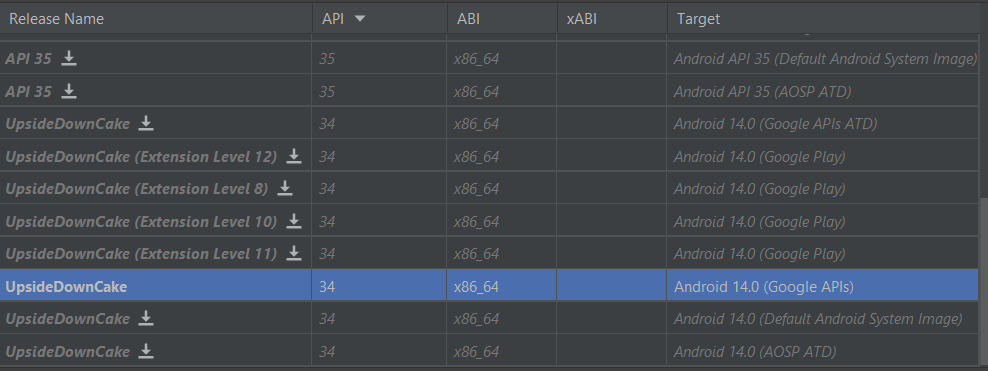 Release Name API ABI xABI Target
API 35 35 x86_64 Android API 35 (Default Android System Image)
API 35 35 x86_64 Android API 35 (AOSP ATD)
UpsideDownCake 34 x86_64 Android 14.0 (Google APIs ATD)
UpsideDownCake (Extension Level 12) 34 x86_64 Android 14.0 (Google Play)
UpsideDownCake (Extension Level 8) 34 x86_64 Android 14.0 (Google Play)
UpsideDownCake (Extension Level 10) 34 x86_64 Android 14.0 (Google Play)
UpsideDownCake (Extension Level 11) 34 x86_64 Android 14.0 (Google Play)
UpsideDownCake 34 x86_64 Android 14.0 (Google APIs)
UpsideDownCake 34 x86_64 Android 14.0 (Default Android System Image)
UpsideDownCake 34 x86_64 Android 14.0 (AOSP ATD)